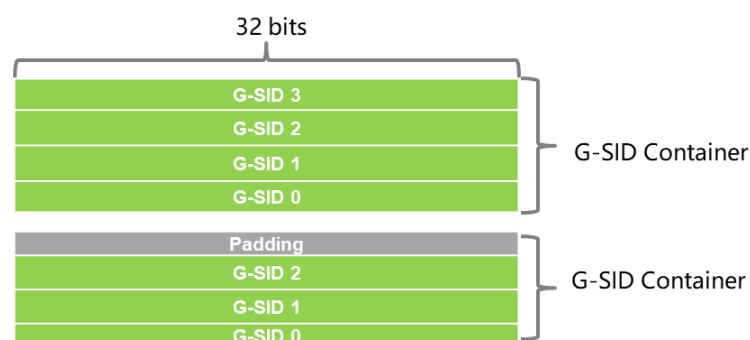 32 bits
G-SID 3
G-SID 2
G-SID 1
G-SID 0
G-SID Container
Padding
G-SID 2
G-SID 1
G-SID 0
G-SID Container